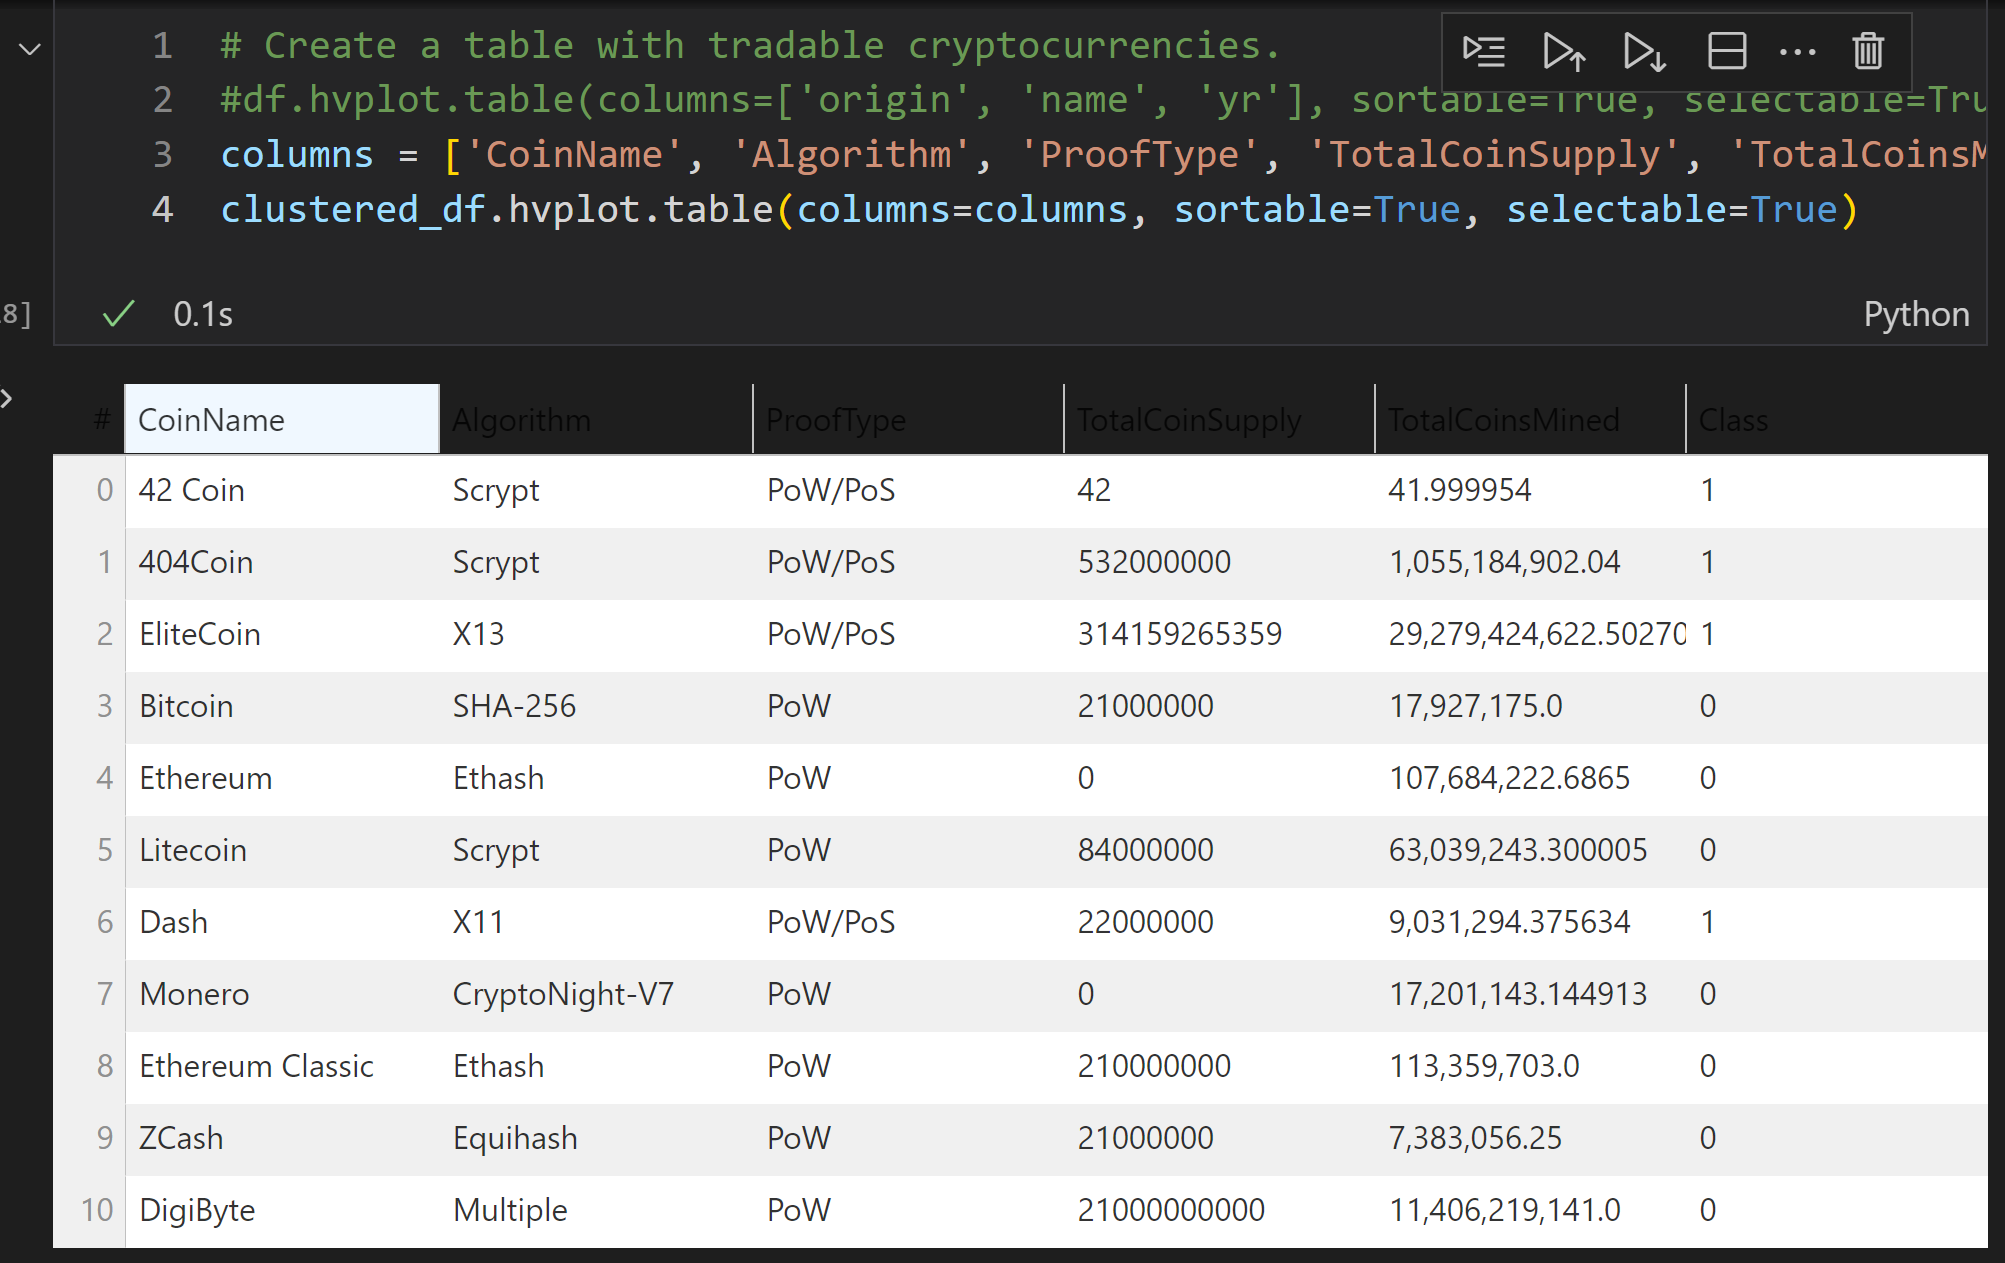 1 # Create a table with tradable cryptocurrencies.
2 #df.hvplot.table(columns=['origin', 'name', 'yr'], sortable=True, selectable=Tru
3 columns = ['CoinName', 'Algorithm', 'ProofType', 'TotalCoinSupply', 'TotalCoinsM
4 clustered_df.hvplot.table(columns=columns, sortable=True, selectable=True)
8] 0.1s Python
# CoinName Algorithm ProofType TotalCoinSupply TotalCoinsMined Class
0 42 Coin Scrypt PoW/PoS 42 41.999954 1
1 404Coin Scrypt PoW/PoS 532000000 1,055,184,902.04 1
2 EliteCoin X13 PoW/PoS 314159265359 29,279,424,622.50270 1
3 Bitcoin SHA-256 PoW 21000000 17,927,175.0 0
4 Ethereum Ethash PoW 0 107,684,222.6865 0
5 Litecoin Scrypt PoW 84000000 63,039,243.300005 0
6 Dash X11 PoW/PoS 22000000 9,031,294.375634 1
7 Monero CryptoNight-V7 PoW 0 17,201,143.144913 0
8 Ethereum Classic Ethash PoW 210000000 113,359,703.0 0
9 ZCash Equihash PoW 21000000 7,383,056.25 0
10 DigiByte Multiple PoW 21000000000 11,406,219,141.0 0